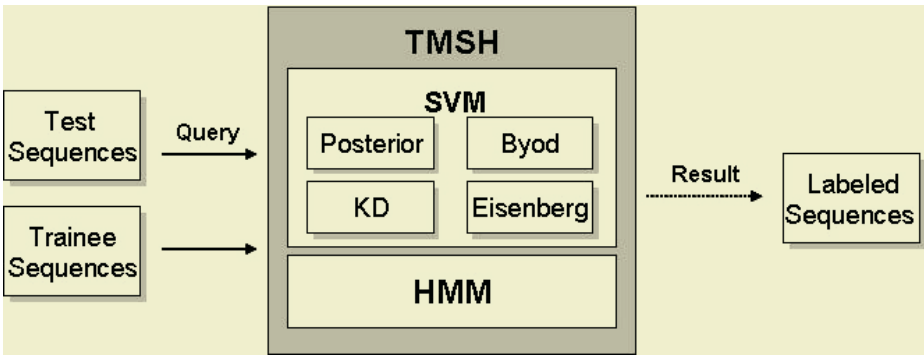 TMSH
SVM
Test
Sequences
Query
Posterior
Byod
KD
Eisenberg
Trainee
Sequences
HMM
Result
Labeled
Sequences